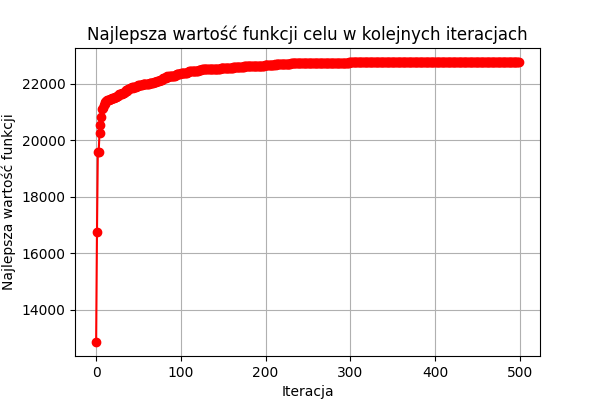 Najlepsza wartość funkcji celu w kolejnych iteracjach
Najlepsza wartość funkcji
22000
20000
18000
16000
14000
0 100 200 300 400 500
Iteracja